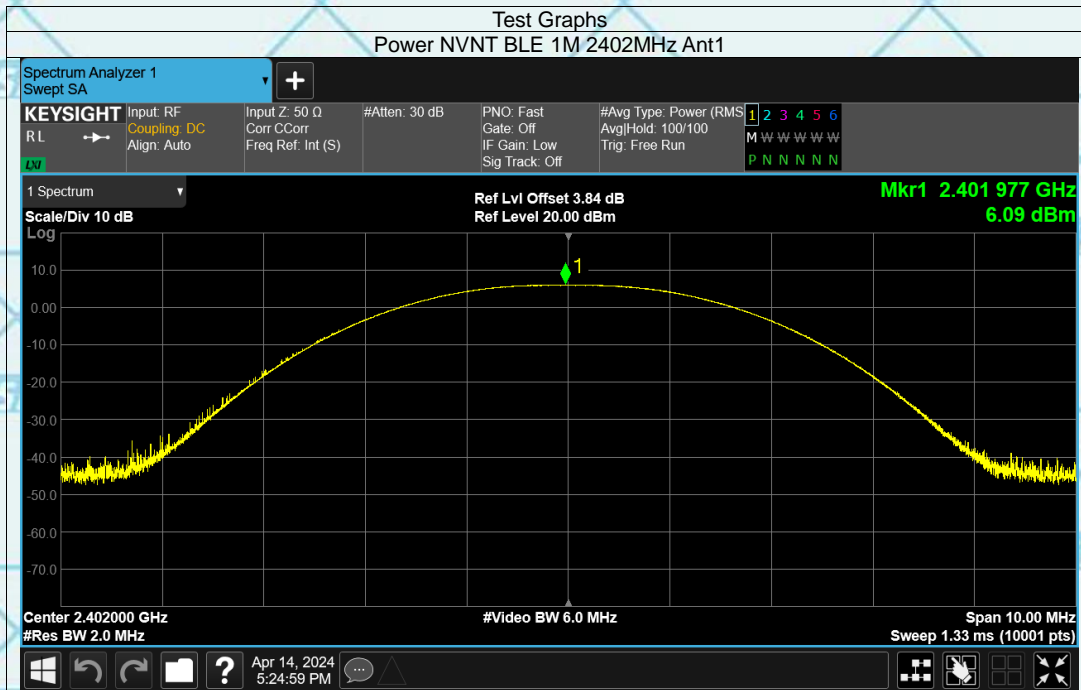 Test Graphs
Power NVNT BLE 1M 2402MHz Ant1
Spectrum Analyzer 1
Swept SA
+
KEYSIGHT
RL
LXI
Input: RF
Coupling: DC
Align: Auto
Input Z: 50 Ω
Corr CCorr
Freq Ref: Int (S)
#Atten: 30 dB
PNO: Fast
Gate: Off
IF Gain: Low
Sig Track: Off
#Avg Type: Power (RMS
Avg|Hold: 100/100
Trig: Free Run
1 2 3 4 5 6
M W W W W W
P N N N N N
1 Spectrum
Scale/Div 10 dB
Ref Lvl Offset 3.84 dB
Ref Level 20.00 dBm
Mkr1 2.401 977 GHz
6.09 dBm
Log
1
10.0
0.00
-10.0
-20.0
-30.0
-40.0
-50.0
-60.0
-70.0
Center 2.402000 GHz
#Res BW 2.0 MHz
#Video BW 6.0 MHz
Span 10.00 MHz
Sweep 1.33 ms (10001 pts)
?
Apr 14, 2024
5:24:59 PM